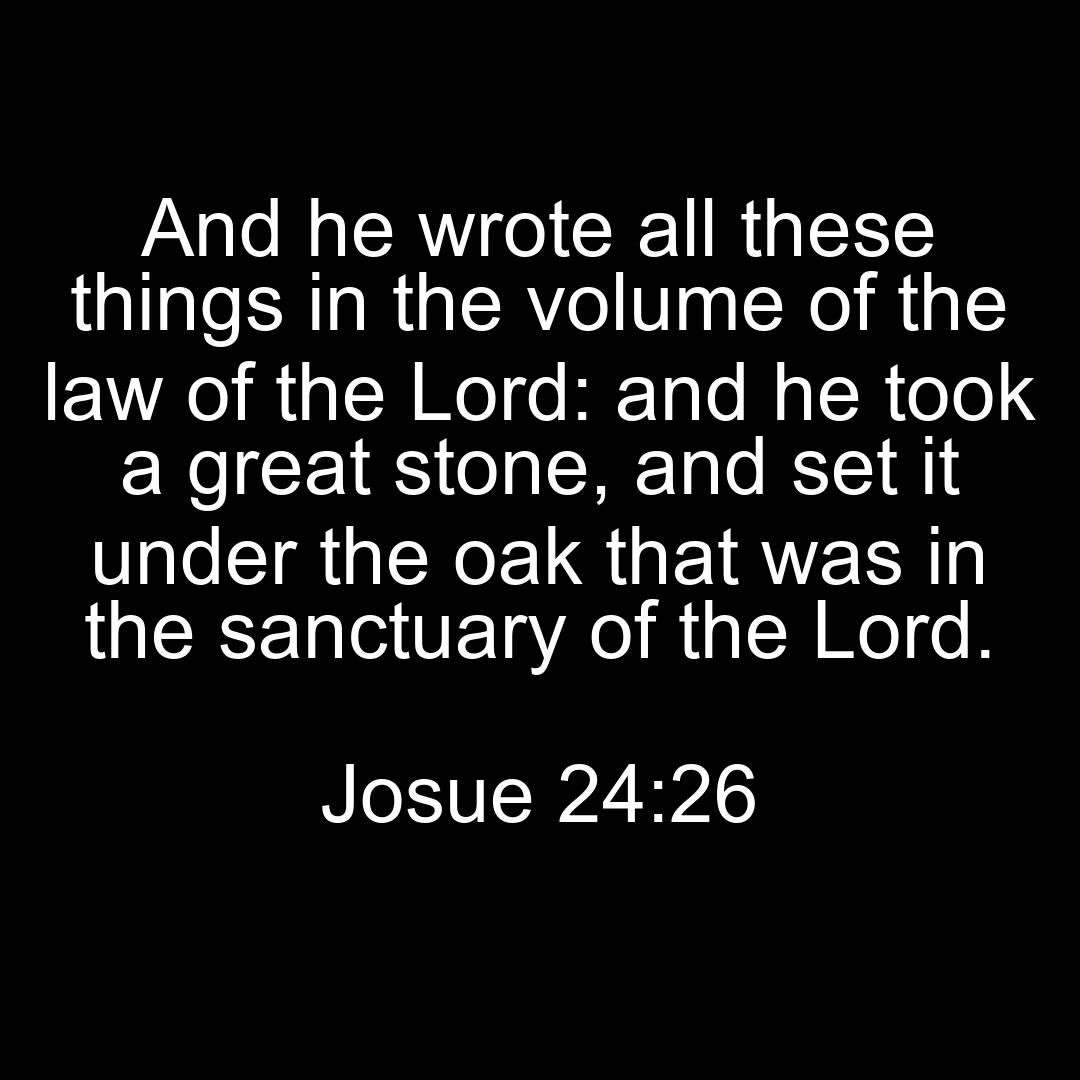 And he wrote all these
things in the volume of the
law of the Lord: and he took
a great stone, and set it
under the oak that was in
the sanctuary of the Lord.
Josue 24:26